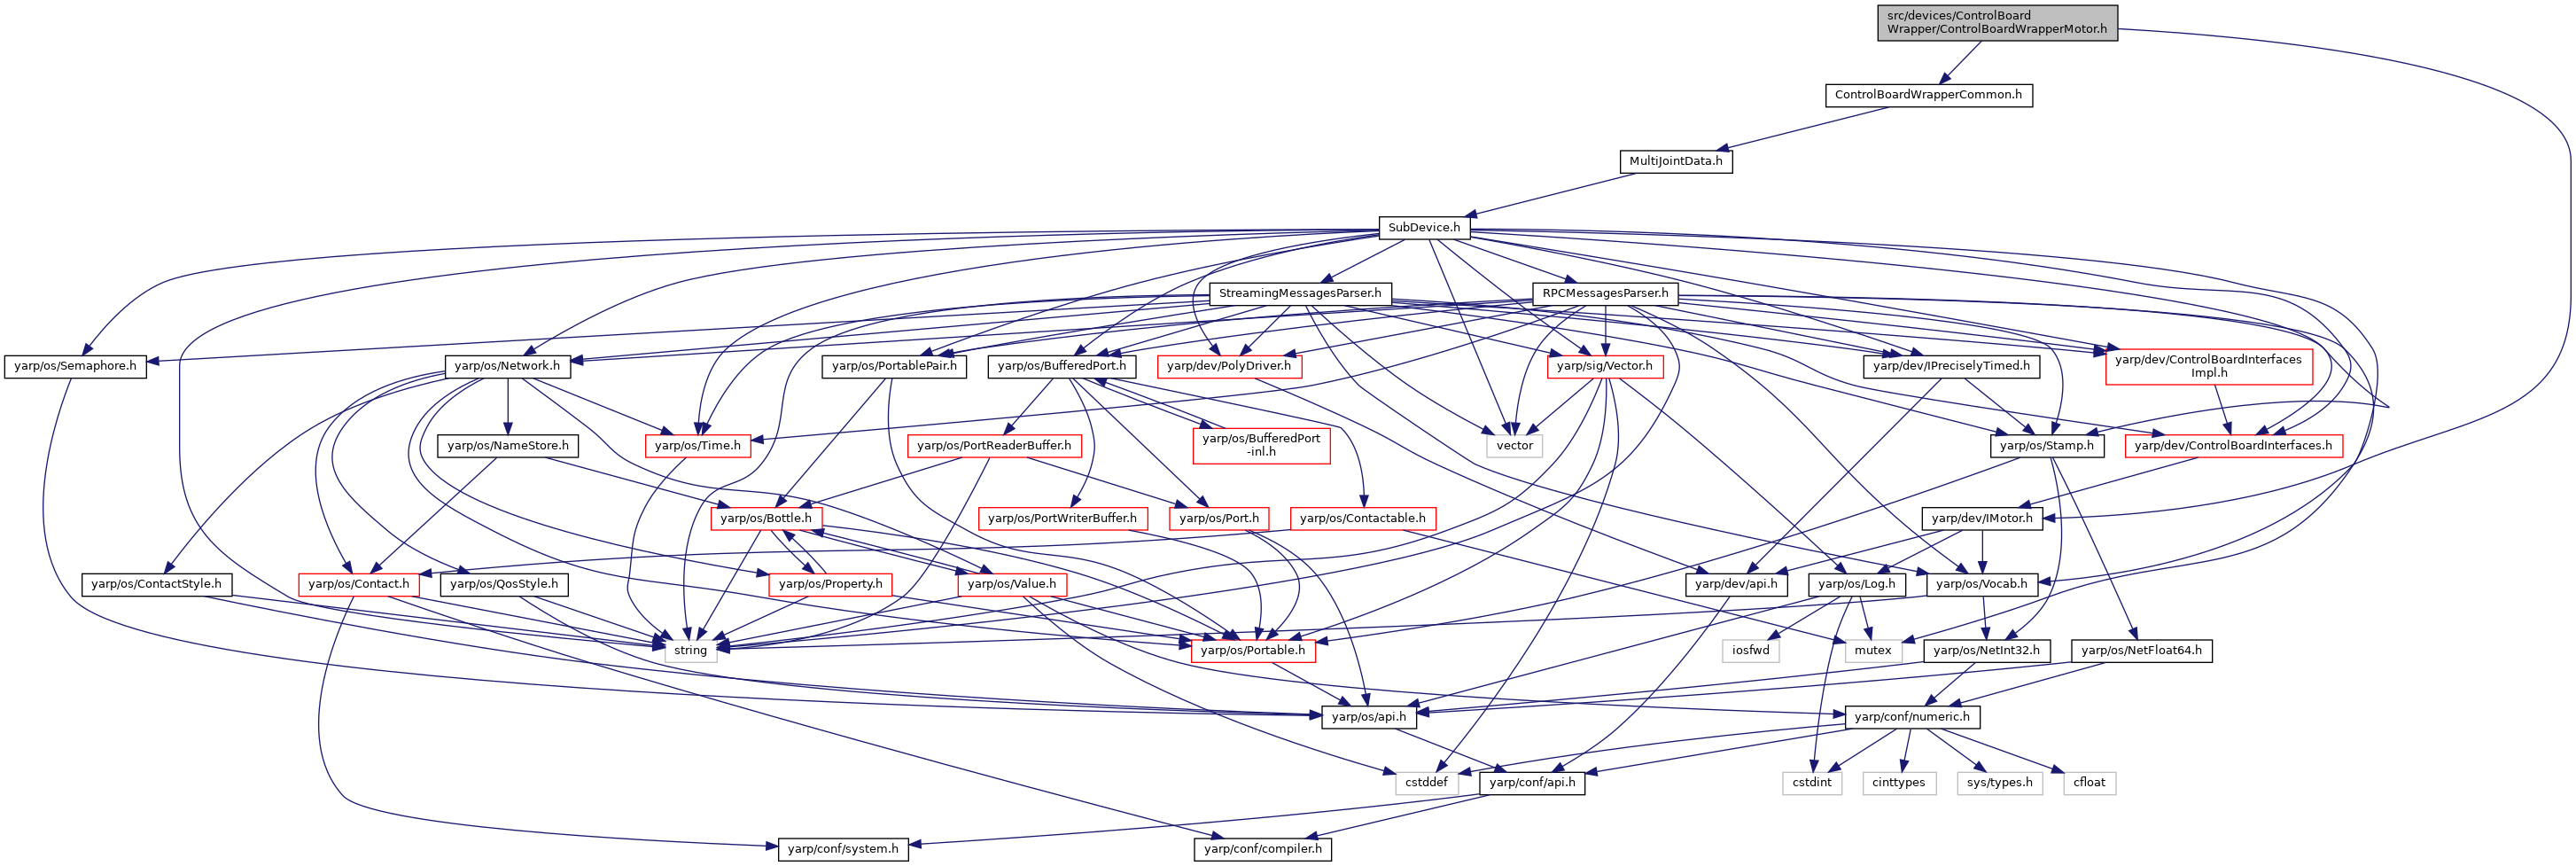 src/devices/ControlBoard
Wrapper/ControlBoardWrapperMotor.h
ControlBoardWrapperCommon.h
MultiJointData.h
SubDevice.h
StreamingMessagesParser.h
RPCMessagesParser.h
yarp/os/Semaphore.h
yarp/os/Network.h
yarp/os/PortablePair.h
yarp/os/BufferedPort.h
yarp/dev/PolyDriver.h
yarp/sig/Vector.h
yarp/dev/IPreciselyTimed.h
yarp/dev/ControlBoardInterfaces
Impl.h
yarp/os/NameStore.h
yarp/os/Time.h
yarp/os/PortReaderBuffer.h
yarp/os/BufferedPort
-inl.h
vector
yarp/os/Stamp.h
yarp/dev/ControlBoardInterfaces.h
yarp/os/Bottle.h
yarp/os/PortWriterBuffer.h
yarp/os/Port.h
yarp/os/Contactable.h
yarp/dev/IMotor.h
yarp/os/ContactStyle.h
yarp/os/Contact.h
yarp/os/QosStyle.h
yarp/os/Property.h
yarp/os/Value.h
yarp/dev/api.h
yarp/os/Log.h
yarp/os/Vocab.h
string
yarp/os/Portable.h
iosfwd
mutex
yarp/os/NetInt32.h
yarp/os/NetFloat64.h
yarp/os/api.h
yarp/conf/numeric.h
cstddef
yarp/conf/api.h
cstdint
cinttypes
sys/types.h
cfloat
yarp/conf/system.h
yarp/conf/compiler.h